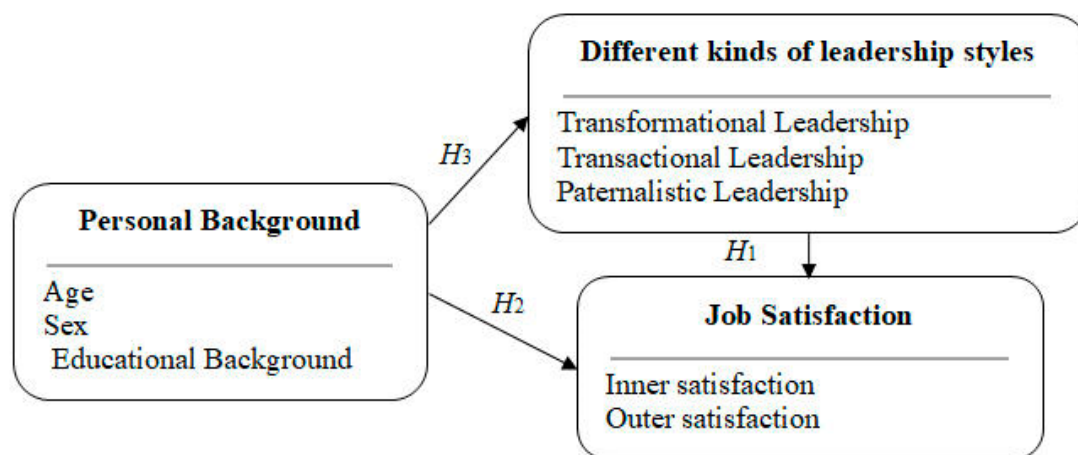 Different kinds of leadership styles
Transformational Leadership
Transactional Leadership
Paternalistic Leadership
H3
Personal Background
Age
Sex
Educational Background
H1
H2
Job Satisfaction
Inner satisfaction
Outer satisfaction